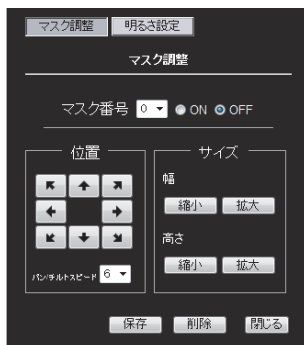 マスク調整 明るさ設定
マスク調整
マスク番号 0 ON OFF
位置 サイズ
幅
縮小 拡大
高さ
縮小 拡大
パン/チルトスピード 6
保存 削除 閉じる